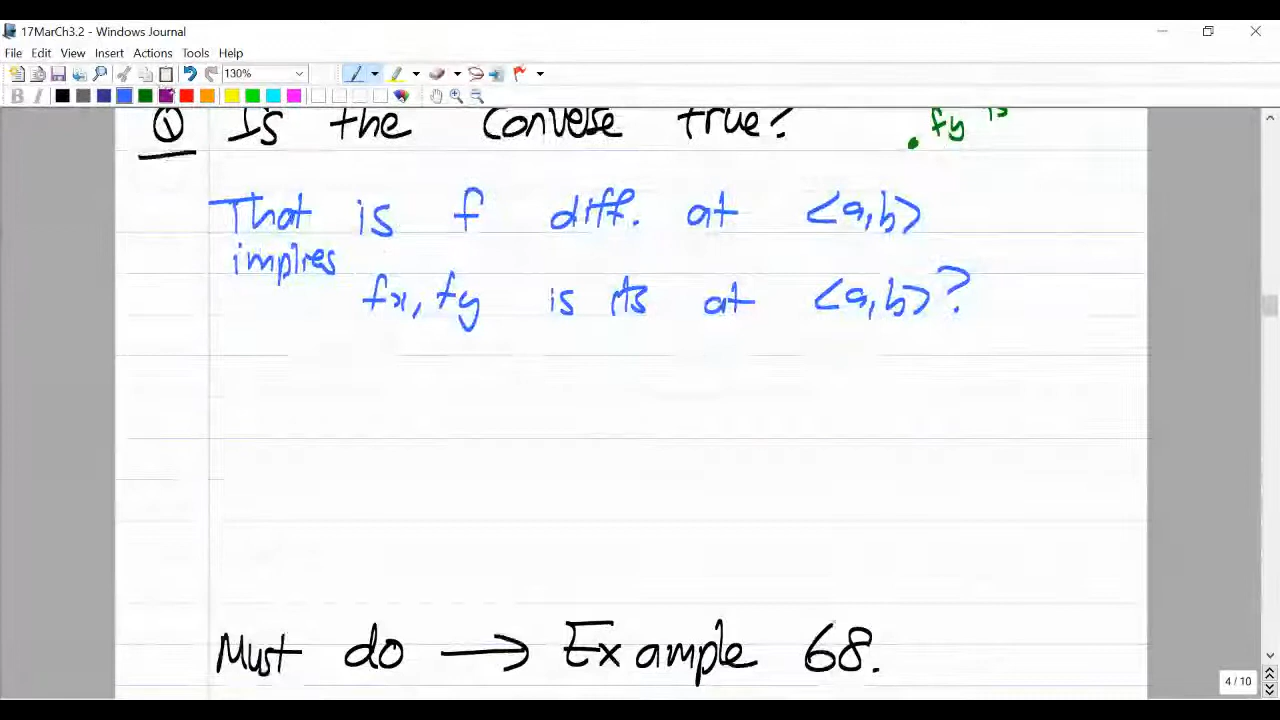 17MarCh3.2 - Windows Journal
File Edit View Insert Actions Tools Help
130%
B I
Q Is the converse true?
. fy is
That is f diff. at <a,b>
implies
fx, fy is cts at <a,b>?
Must do → Example 68.
4 / 10